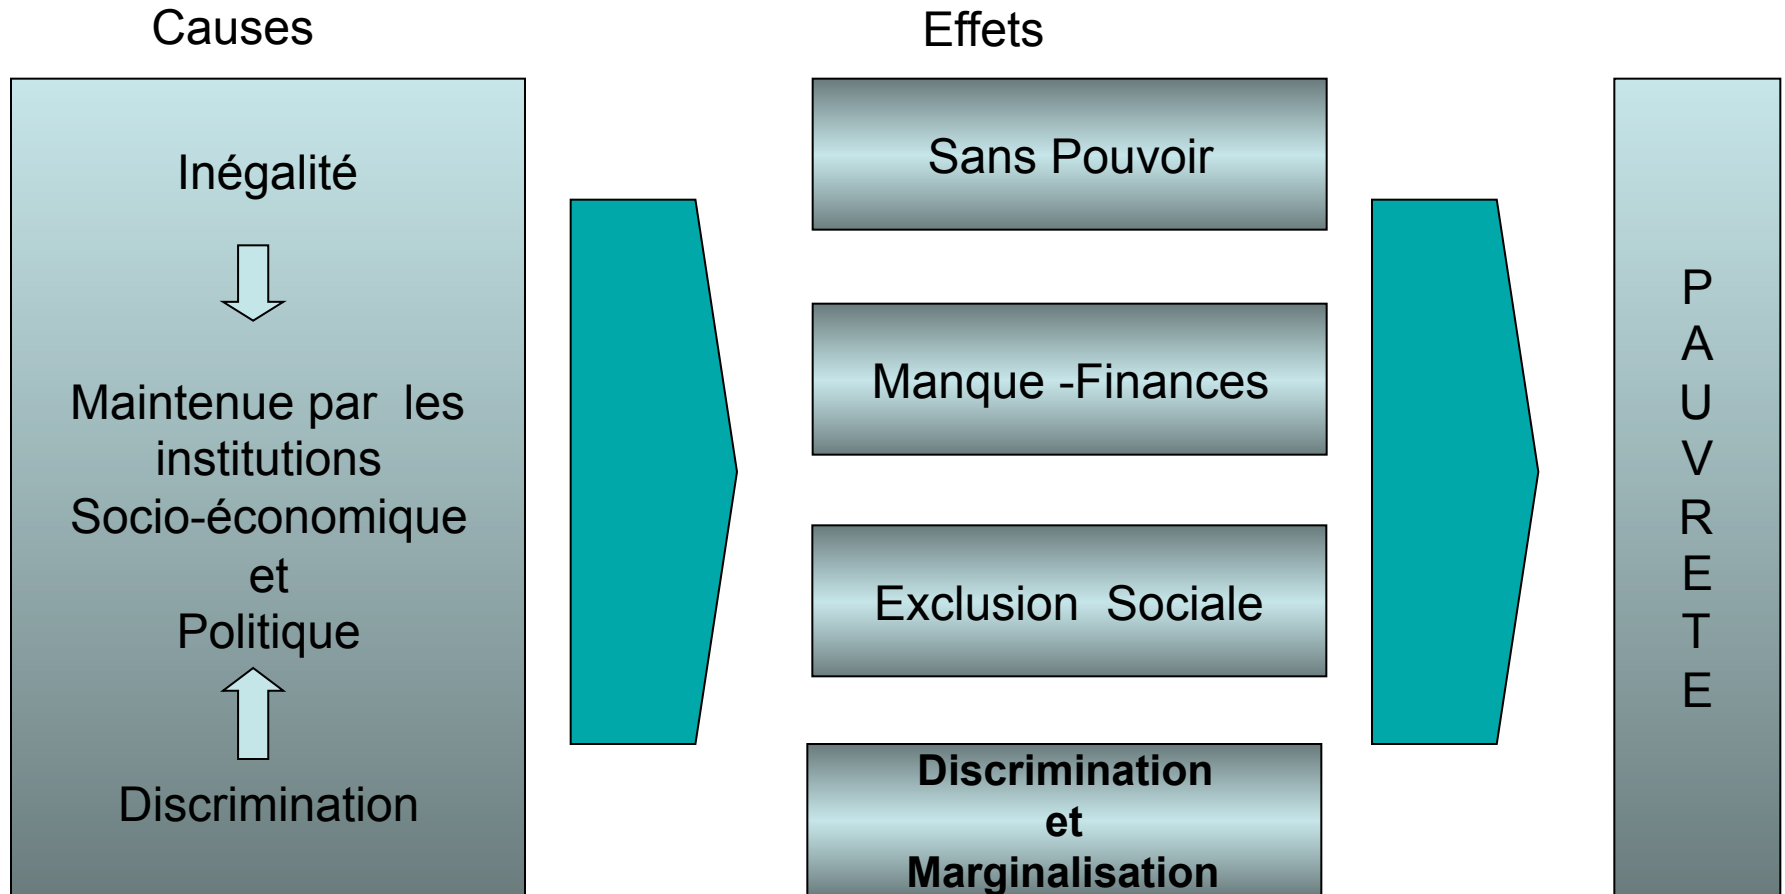 Causes
Effets
Inégalité
Maintenue par les
institutions
Socio-économique
et
Politique
Discrimination
Sans Pouvoir
Manque -Finances
Exclusion Sociale
Discrimination
et
Marginalisation
P
A
U
V
R
E
T
E